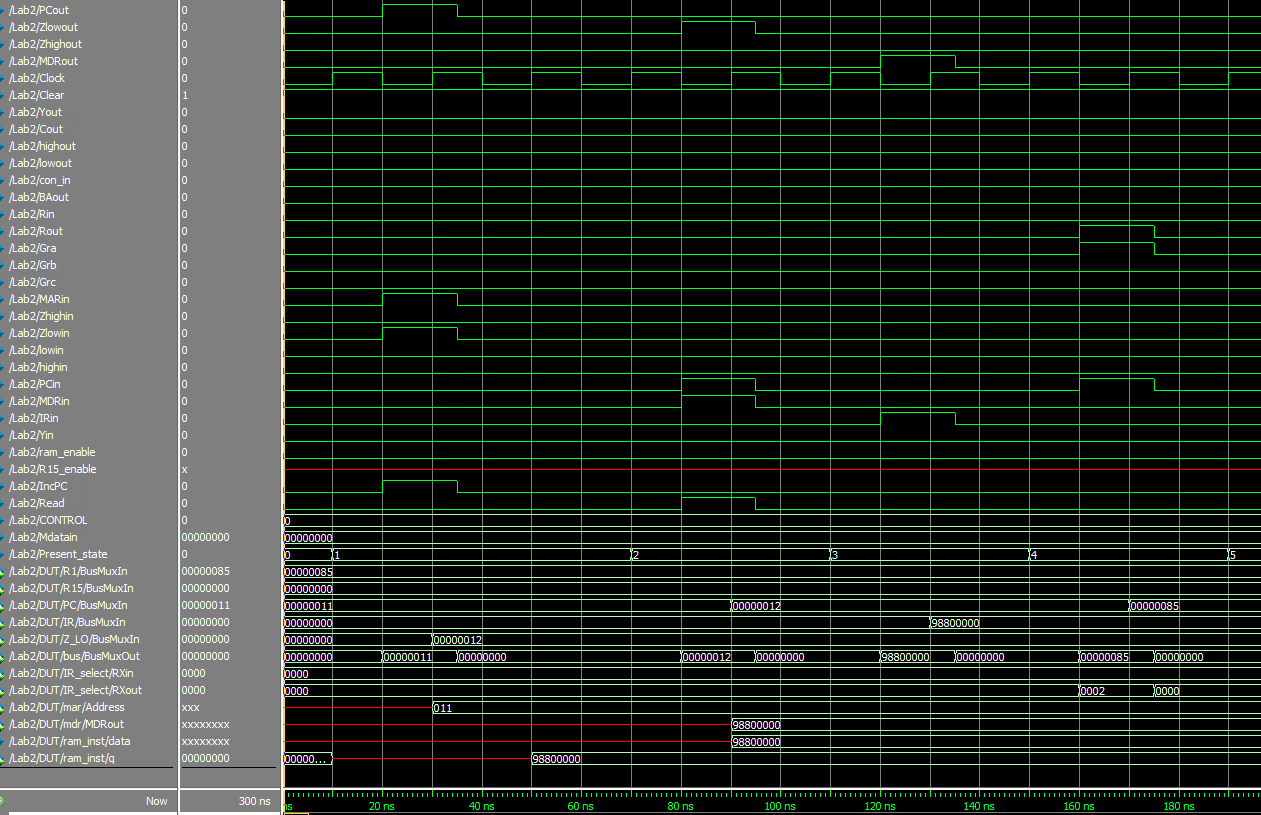 /Lab2/PCout 0
/Lab2/Zlowout 0
/Lab2/Zhighout 0
/Lab2/MDRout 0
/Lab2/Clock 0
/Lab2/Clear 1
/Lab2/Yout 0
/Lab2/Cout 0
/Lab2/highout 0
/Lab2/lowout 0
/Lab2/con_in 0
/Lab2/BAout 0
/Lab2/Rin 0
/Lab2/Rout 0
/Lab2/Gra 0
/Lab2/Grb 0
/Lab2/Grc 0
/Lab2/MARin 0
/Lab2/Zhighin 0
/Lab2/Zlowin 0
/Lab2/lowin 0
/Lab2/highin 0
/Lab2/PCin 0
/Lab2/MDRin 0
/Lab2/IRin 0
/Lab2/Yin 0
/Lab2/ram_enable 0
/Lab2/R15_enable x
/Lab2/IncPC 0
/Lab2/Read 0
/Lab2/CONTROL 0 0
/Lab2/Mdatain 00000000 00000000
/Lab2/Present_state 0 0 1 2 3 4 5
/Lab2/DUT/R1/BusMuxIn 00000085 00000085
/Lab2/DUT/R15/BusMuxIn 00000000 00000000
/Lab2/DUT/PC/BusMuxIn 00000011 00000011 00000012 00000085
/Lab2/DUT/IR/BusMuxIn 00000000 00000000 98800000
/Lab2/DUT/Z_LO/BusMuxIn 00000000 00000000 00000012
/Lab2/DUT/bus/BusMuxOut 00000000 00000000 00000011 00000000 00000012 00000000 98800000 00000000 00000085 00000000
/Lab2/DUT/IR_select/RXin 0000 0000
/Lab2/DUT/IR_select/RXout 0000 0000 0002 0000
/Lab2/DUT/mar/Address xxx 011
/Lab2/DUT/mdr/MDRout xxxxxxxx 98800000
/Lab2/DUT/ram_inst/data xxxxxxxx 98800000
/Lab2/DUT/ram_inst/q 00000000 00000... 98800000
Now 300 ns ns 20 ns 40 ns 60 ns 80 ns 100 ns 120 ns 140 ns 160 ns 180 ns